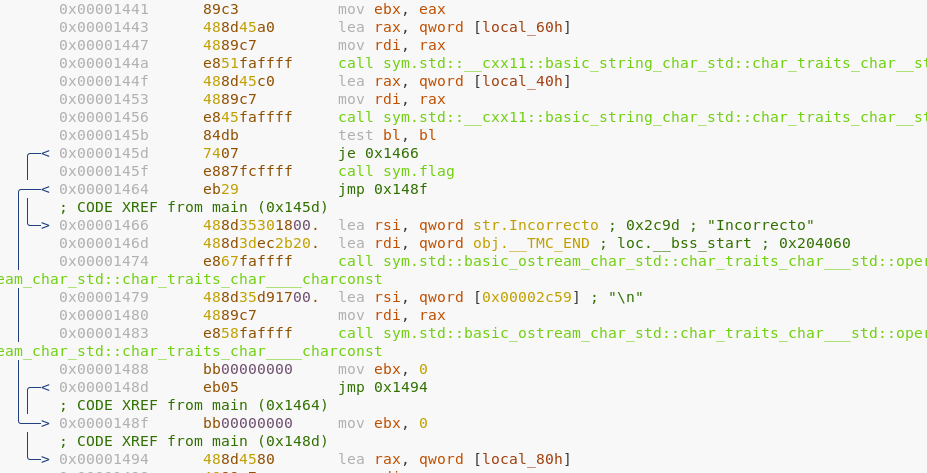 0x00001441 89c3 mov ebx, eax
0x00001443 488d45a0 lea rax, qword [local_60h]
0x00001447 4889c7 mov rdi, rax
0x0000144a e851faffff call sym.std::__cxx11::basic_string_char_std::char_traits_char__st
0x0000144f 488d45c0 lea rax, qword [local_40h]
0x00001453 4889c7 mov rdi, rax
0x00001456 e845faffff call sym.std::__cxx11::basic_string_char_std::char_traits_char__st
0x0000145b 84db test bl, bl
0x0000145d 7407 je 0x1466
0x0000145f e887fcffff call sym.flag
0x00001464 eb29 jmp 0x148f
; CODE XREF from main (0x145d)
0x00001466 488d35301800. lea rsi, qword str.Incorrecto ; 0x2c9d ; "Incorrecto"
0x0000146d 488d3dec2b20. lea rdi, qword obj.__TMC_END ; loc.__bss_start ; 0x204060
0x00001474 e867faffff call sym.std::basic_ostream_char_std::char_traits_char___std::oper
eam_char_std::char_traits_char____charconst
0x00001479 488d35d91700. lea rsi, qword [0x00002c59] ; "\n"
0x00001480 4889c7 mov rdi, rax
0x00001483 e858faffff call sym.std::basic_ostream_char_std::char_traits_char___std::oper
eam_char_std::char_traits_char____charconst
0x00001488 bb00000000 mov ebx, 0
0x0000148d eb05 jmp 0x1494
; CODE XREF from main (0x1464)
0x0000148f bb00000000 mov ebx, 0
; CODE XREF from main (0x148d)
0x00001494 488d4580 lea rax, qword [local_80h]